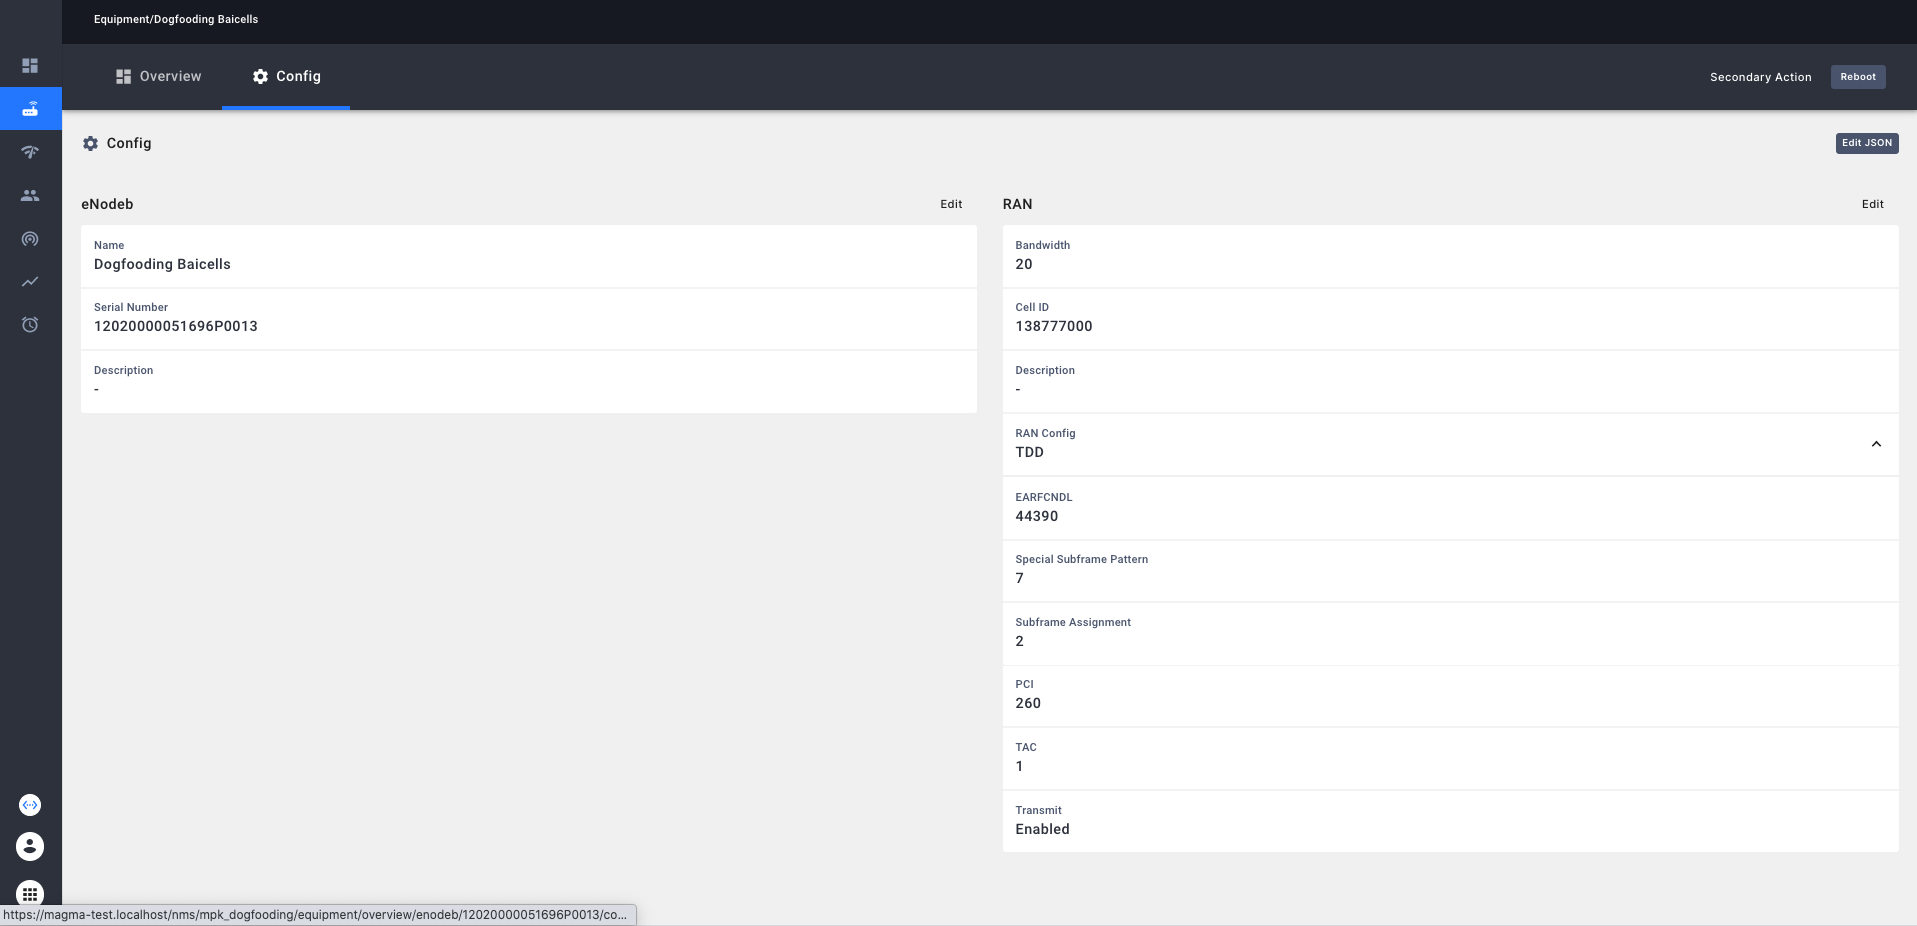 Equipment/Dogfooding Baicells
Overview
Config
Secondary Action
Reboot
Config
Edit JSON
eNodeb
Edit
Name
Dogfooding Baicells
Serial Number
12020000051696P0013
Description
-
RAN
Edit
Bandwidth
20
Cell ID
138777000
Description
-
RAN Config
TDD
EARFCNDL
44390
Special Subframe Pattern
7
Subframe Assignment
2
PCI
260
TAC
1
Transmit
Enabled
https://magma-test.localhost/nms/mpk_dogfooding/equipment/overview/enodeb/12020000051696P0013/co...